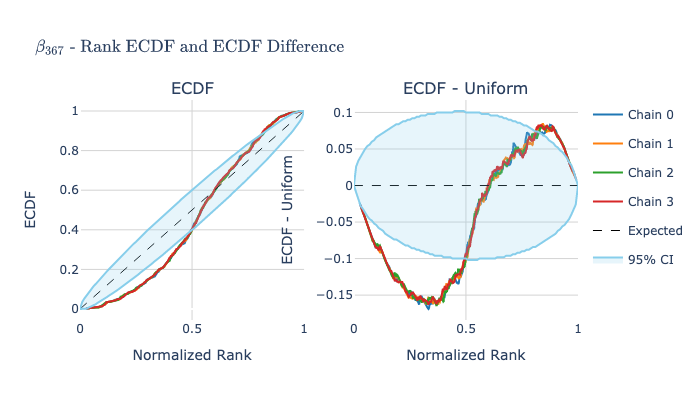 β367 - Rank ECDF and ECDF Difference
ECDF
ECDF - Uniform
ECDF
1
0.8
0.6
0.4
0.2
0
0
0.5
1
Normalized Rank
ECDF - Uniform
0.1
0.05
0
−0.05
−0.1
−0.15
0
0.5
1
Normalized Rank
Chain 0
Chain 1
Chain 2
Chain 3
Expected
95% CI